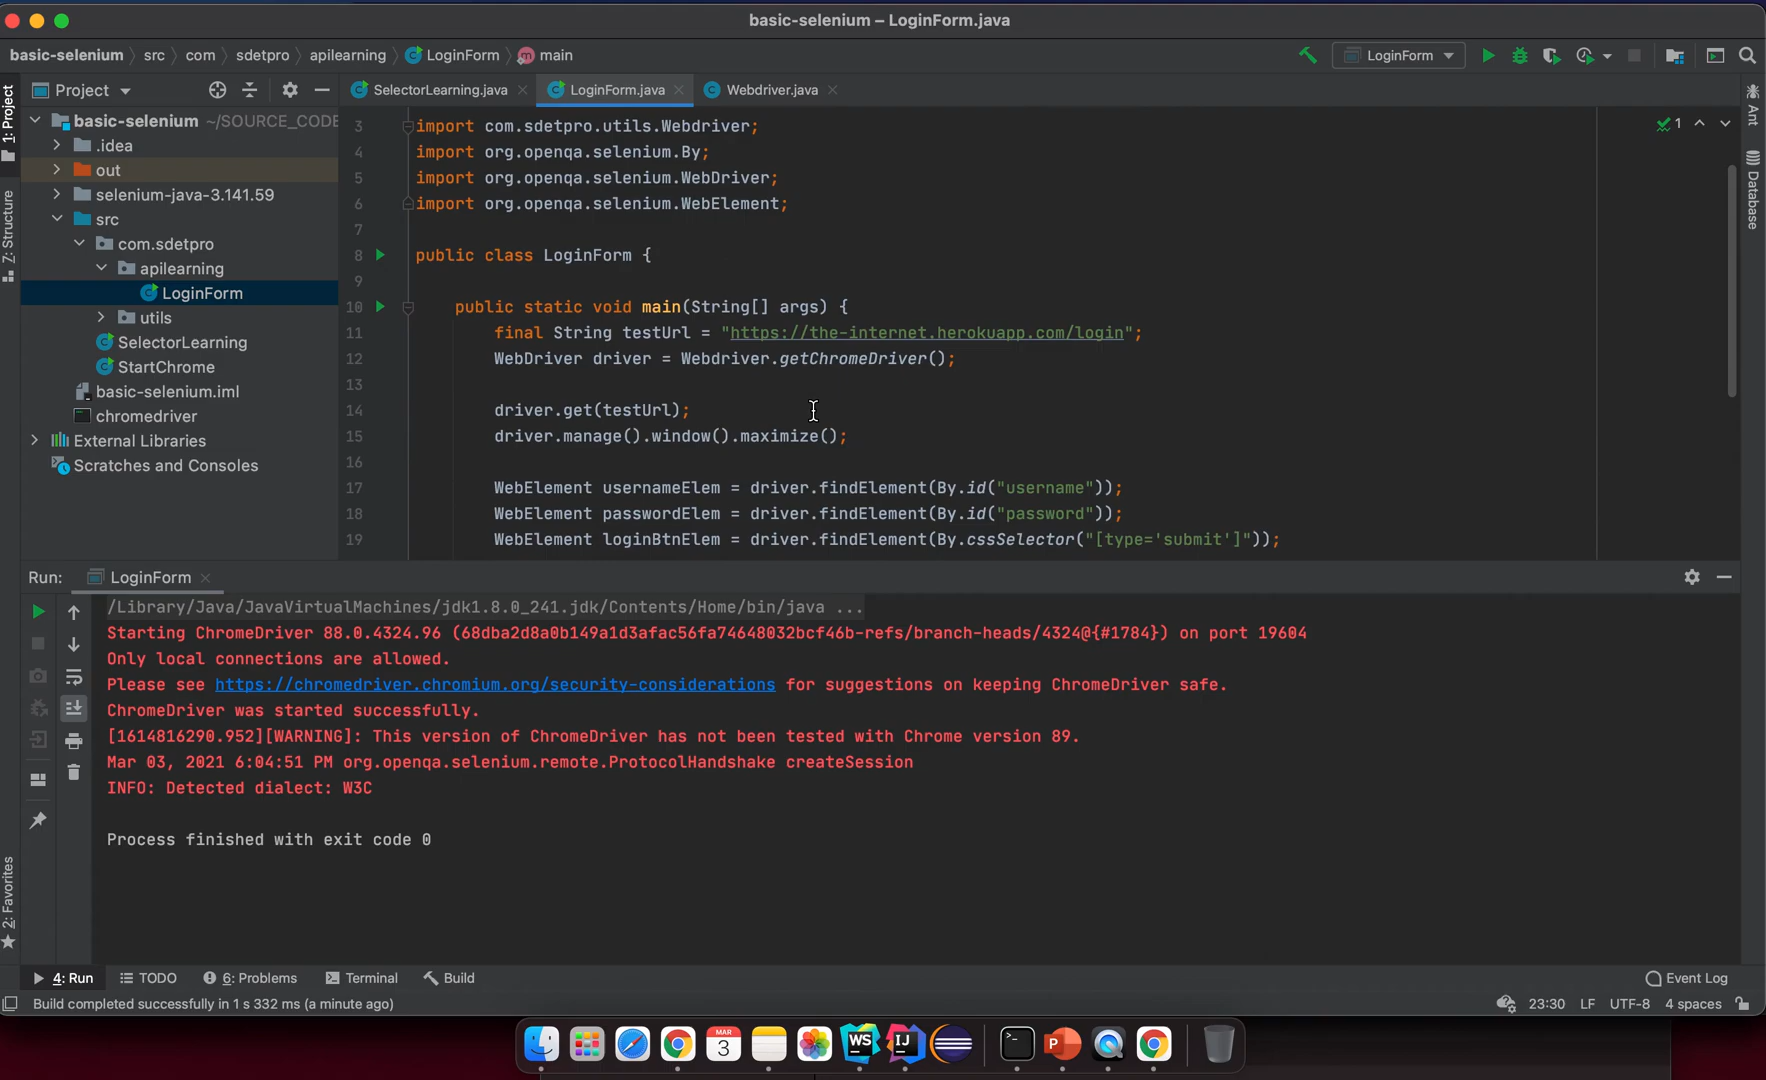 basic-selenium – LoginForm.java
basic-selenium src com sdetpro apilearning LoginForm main
LoginForm
1: Project
Z: Structure
2: Favorites
Project
basic-selenium ~/SOURCE_CODE
.idea
out
selenium-java-3.141.59
src
com.sdetpro
apilearning
LoginForm
utils
SelectorLearning
StartChrome
basic-selenium.iml
chromedriver
External Libraries
Scratches and Consoles
SelectorLearning.java LoginForm.java Webdriver.java
1
3 import com.sdetpro.utils.Webdriver;
4 import org.openqa.selenium.By;
5 import org.openqa.selenium.WebDriver;
6 import org.openqa.selenium.WebElement;
7
8 public class LoginForm {
9
10 public static void main(String[] args) {
11 final String testUrl = "https://the-internet.herokuapp.com/login";
12 WebDriver driver = Webdriver.getChromeDriver();
13
14 driver.get(testUrl);
15 driver.manage().window().maximize();
16
17 WebElement usernameElem = driver.findElement(By.id("username"));
18 WebElement passwordElem = driver.findElement(By.id("password"));
19 WebElement loginBtnElem = driver.findElement(By.cssSelector("[type='submit']"));
Ant
Database
Run: LoginForm
/Library/Java/JavaVirtualMachines/jdk1.8.0_241.jdk/Contents/Home/bin/java ...
Starting ChromeDriver 88.0.4324.96 (68dba2d8a0b149a1d3afac56fa74648032bcf46b-refs/branch-heads/4324@{#1784}) on port 19604
Only local connections are allowed.
Please see https://chromedriver.chromium.org/security-considerations for suggestions on keeping ChromeDriver safe.
ChromeDriver was started successfully.
[1614816290.952][WARNING]: This version of ChromeDriver has not been tested with Chrome version 89.
Mar 03, 2021 6:04:51 PM org.openqa.selenium.remote.ProtocolHandshake createSession
INFO: Detected dialect: W3C
Process finished with exit code 0
4: Run TODO 6: Problems Terminal Build Event Log
Build completed successfully in 1 s 332 ms (a minute ago) 23:30 LF UTF-8 4 spaces
MAR
3
WS
IJ
P